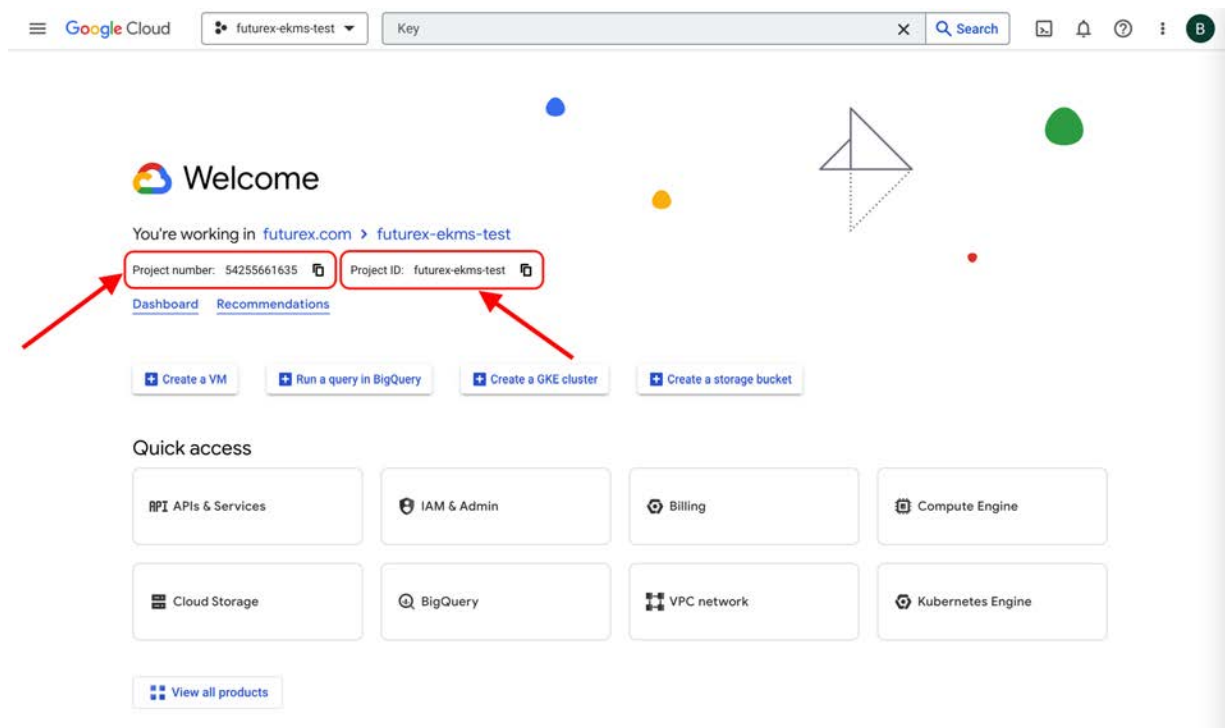 Google Cloud futurex-ekms-test Key Search B
Welcome
You're working in futurex.com > futurex-ekms-test
Project number: 54255661635 Project ID: futurex-ekms-test
Dashboard Recommendations
Create a VM Run a query in BigQuery Create a GKE cluster Create a storage bucket
Quick access
API APIs & Services IAM & Admin Billing Compute Engine
Cloud Storage BigQuery VPC network Kubernetes Engine
View all products